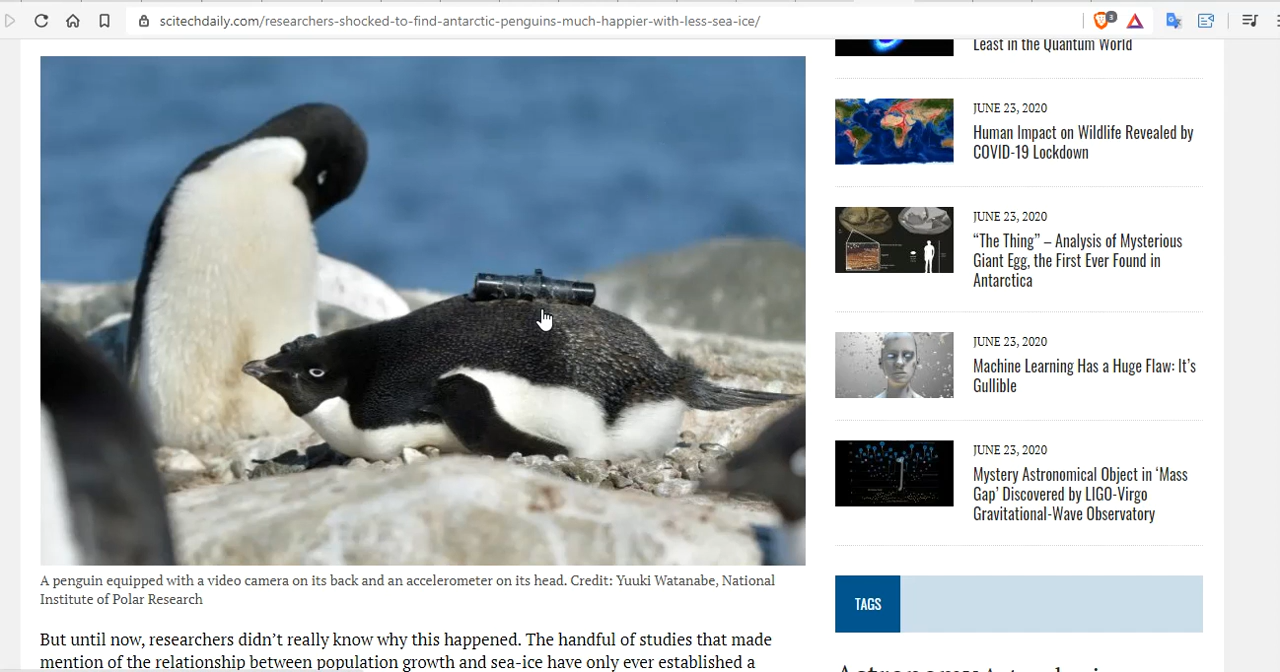 scitechdaily.com/researchers-shocked-to-find-antarctic-penguins-much-happier-with-less-sea-ice/
3
A penguin equipped with a video camera on its back and an accelerometer on its head. Credit: Yuuki Watanabe, National
Institute of Polar Research
But until now, researchers didn’t really know why this happened. The handful of studies that made
mention of the relationship between population growth and sea-ice have only ever established a
Least in the Quantum World
JUNE 23, 2020
Human Impact on Wildlife Revealed by
COVID-19 Lockdown
JUNE 23, 2020
“The Thing” – Analysis of Mysterious
Giant Egg, the First Ever Found in
Antarctica
JUNE 23, 2020
Machine Learning Has a Huge Flaw: It’s
Gullible
JUNE 23, 2020
Mystery Astronomical Object in ‘Mass
Gap’ Discovered by LIGO-Virgo
Gravitational-Wave Observatory
TAGS